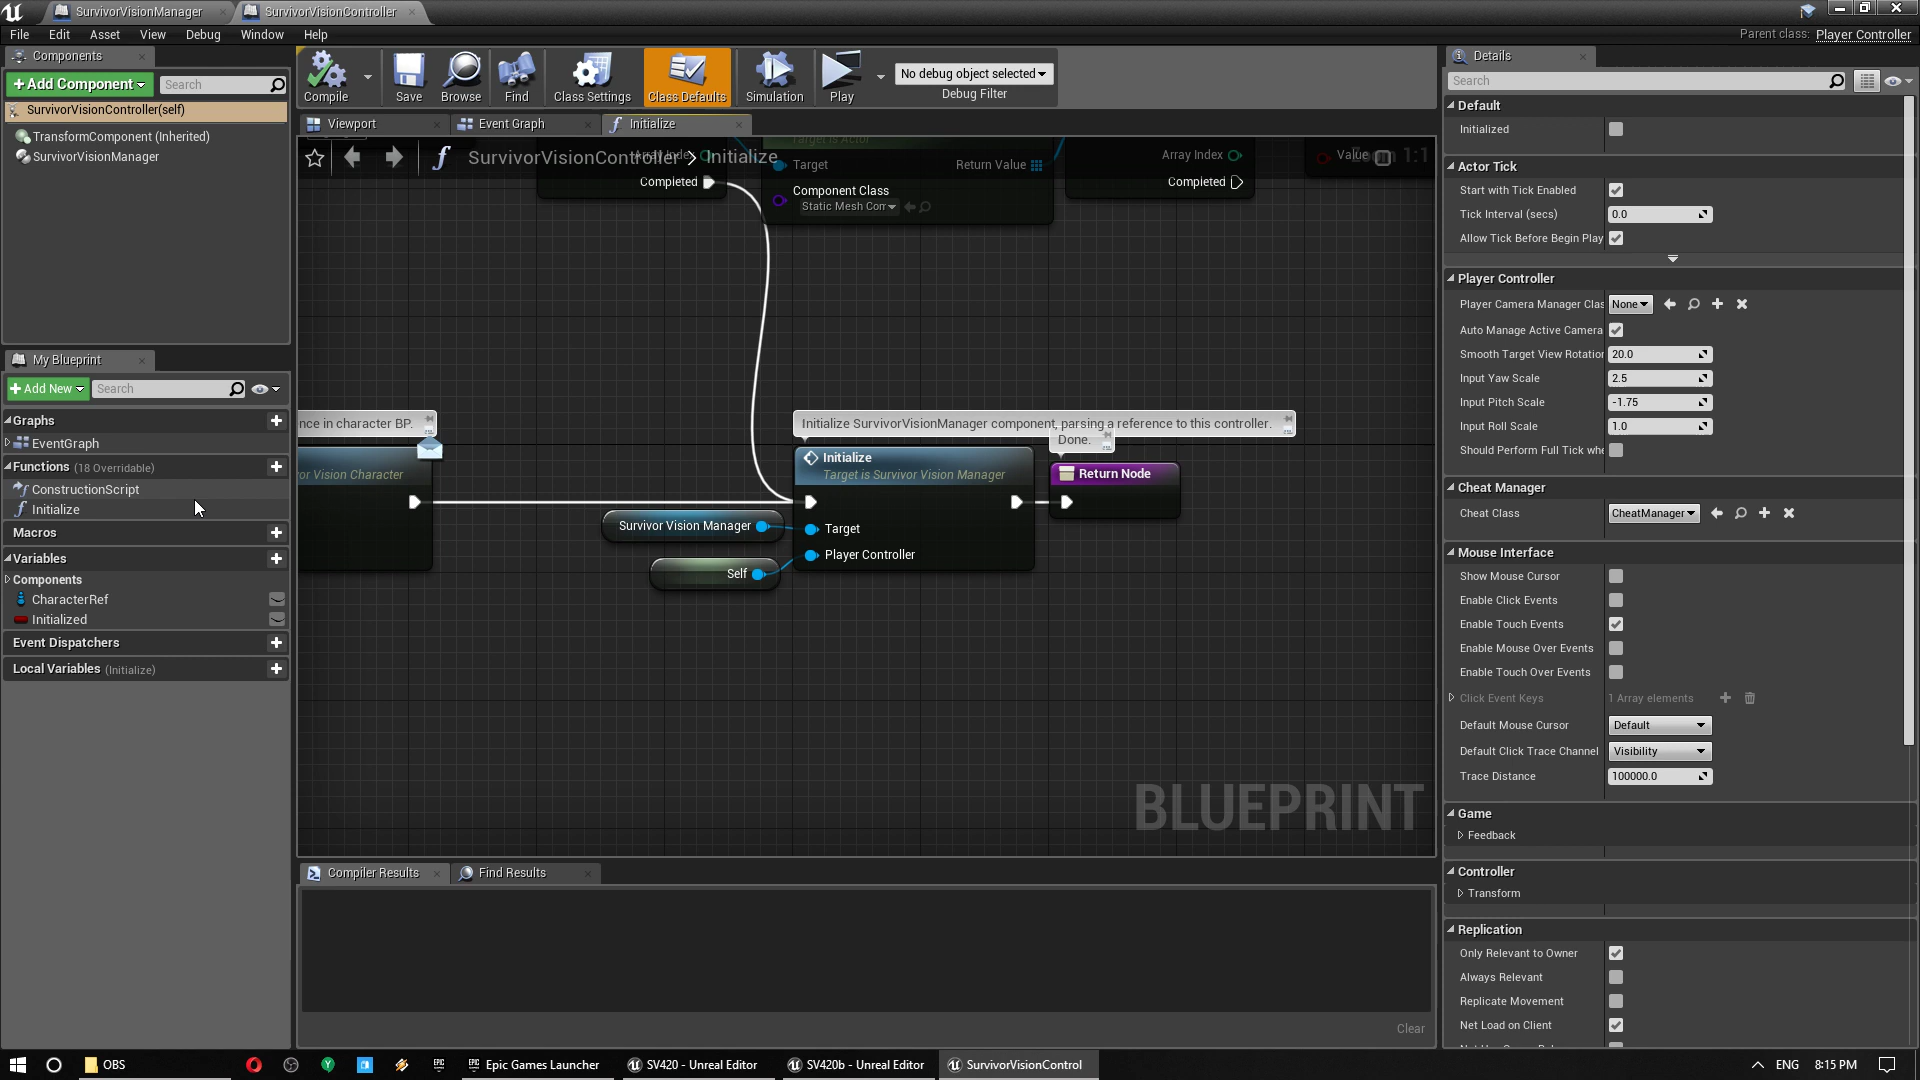 SurvivorVisionManager
SurvivorVisionController
File Edit Asset View Debug Window Help
Parent class: Player Controller
Components
+Add Component
Search
SurvivorVisionController(self)
TransformComponent (Inherited)
SurvivorVisionManager
My Blueprint
+Add New
Search
Graphs
EventGraph
Functions (18 Overridable)
ConstructionScript
Initialize
Macros
Variables
Components
CharacterRef
Initialized
Event Dispatchers
Local Variables (Initialize)
Compile
Save
Browse
Find
Class Settings
Class Defaults
Simulation
Play
No debug object selected
Debug Filter
Viewport
Event Graph
Initialize
SurvivorVisionController > Initialize
Zoom 1:1
Target is Actor
Array Index
Completed
Target
Return Value
Component Class
Static Mesh Com
Array Index
Completed
Value
nce in character BP.
or Vision Character
Initialize SurvivorVisionManager component, parsing a reference to this controller.
Done.
Initialize
Target is Survivor Vision Manager
Return Node
Survivor Vision Manager
Target
Self
Player Controller
BLUEPRINT
Compiler Results
Find Results
Clear
Details
Search
Default
Initialized
Actor Tick
Start with Tick Enabled
Tick Interval (secs) 0.0
Allow Tick Before Begin Play
Player Controller
Player Camera Manager Clas None
Auto Manage Active Camera
Smooth Target View Rotation 20.0
Input Yaw Scale 2.5
Input Pitch Scale -1.75
Input Roll Scale 1.0
Should Perform Full Tick whe
Cheat Manager
Cheat Class CheatManager
Mouse Interface
Show Mouse Cursor
Enable Click Events
Enable Touch Events
Enable Mouse Over Events
Enable Touch Over Events
Click Event Keys 1 Array elements
Default Mouse Cursor Default
Default Click Trace Channel Visibility
Trace Distance 100000.0
Game
Feedback
Controller
Transform
Replication
Only Relevant to Owner
Always Relevant
Replicate Movement
Net Load on Client
OBS
Epic Games Launcher
SV420 - Unreal Editor
SV420b - Unreal Editor
SurvivorVisionControl
ENG
8:15 PM